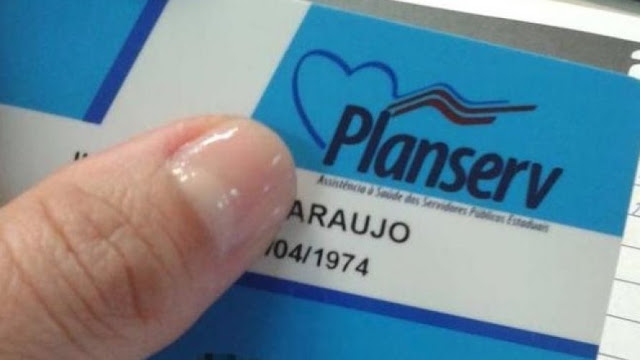 Planserv
Assistência à Saúde dos Servidores Públicos Estaduais
ARAUJO
/04/1974